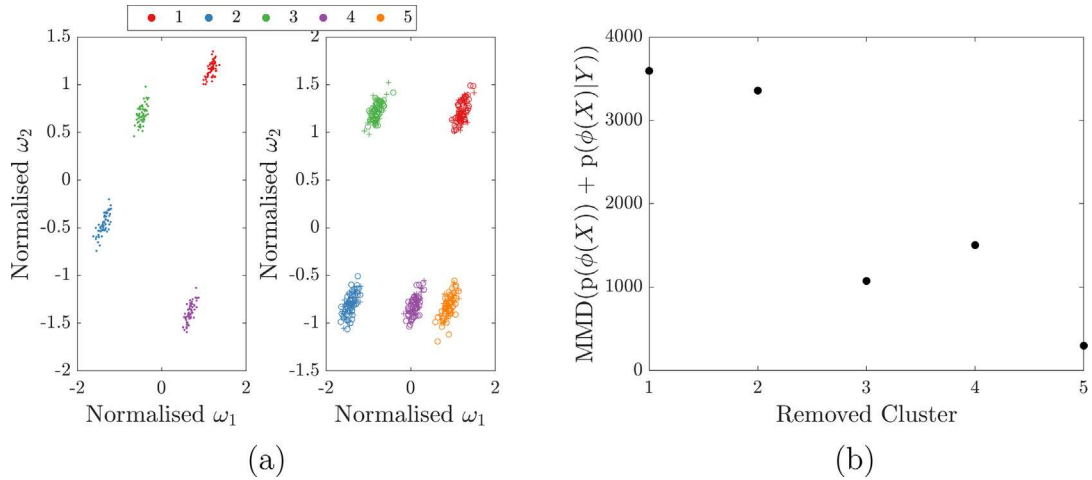 1 2 3 4 5
1.5
1
0.5
0
-0.5
-1
-1.5
-2
-2 0 2
Normalised ω₂
Normalised ω₁
2
1.5
1
0.5
0
-0.5
-1
-1.5
-2 0 2
Normalised ω₂
Normalised ω₁
(a)
4000
3000
2000
1000
0
1 2 3 4 5
MMD(p(ϕ(X)) + p(ϕ(X)|Y))
Removed Cluster
(b)